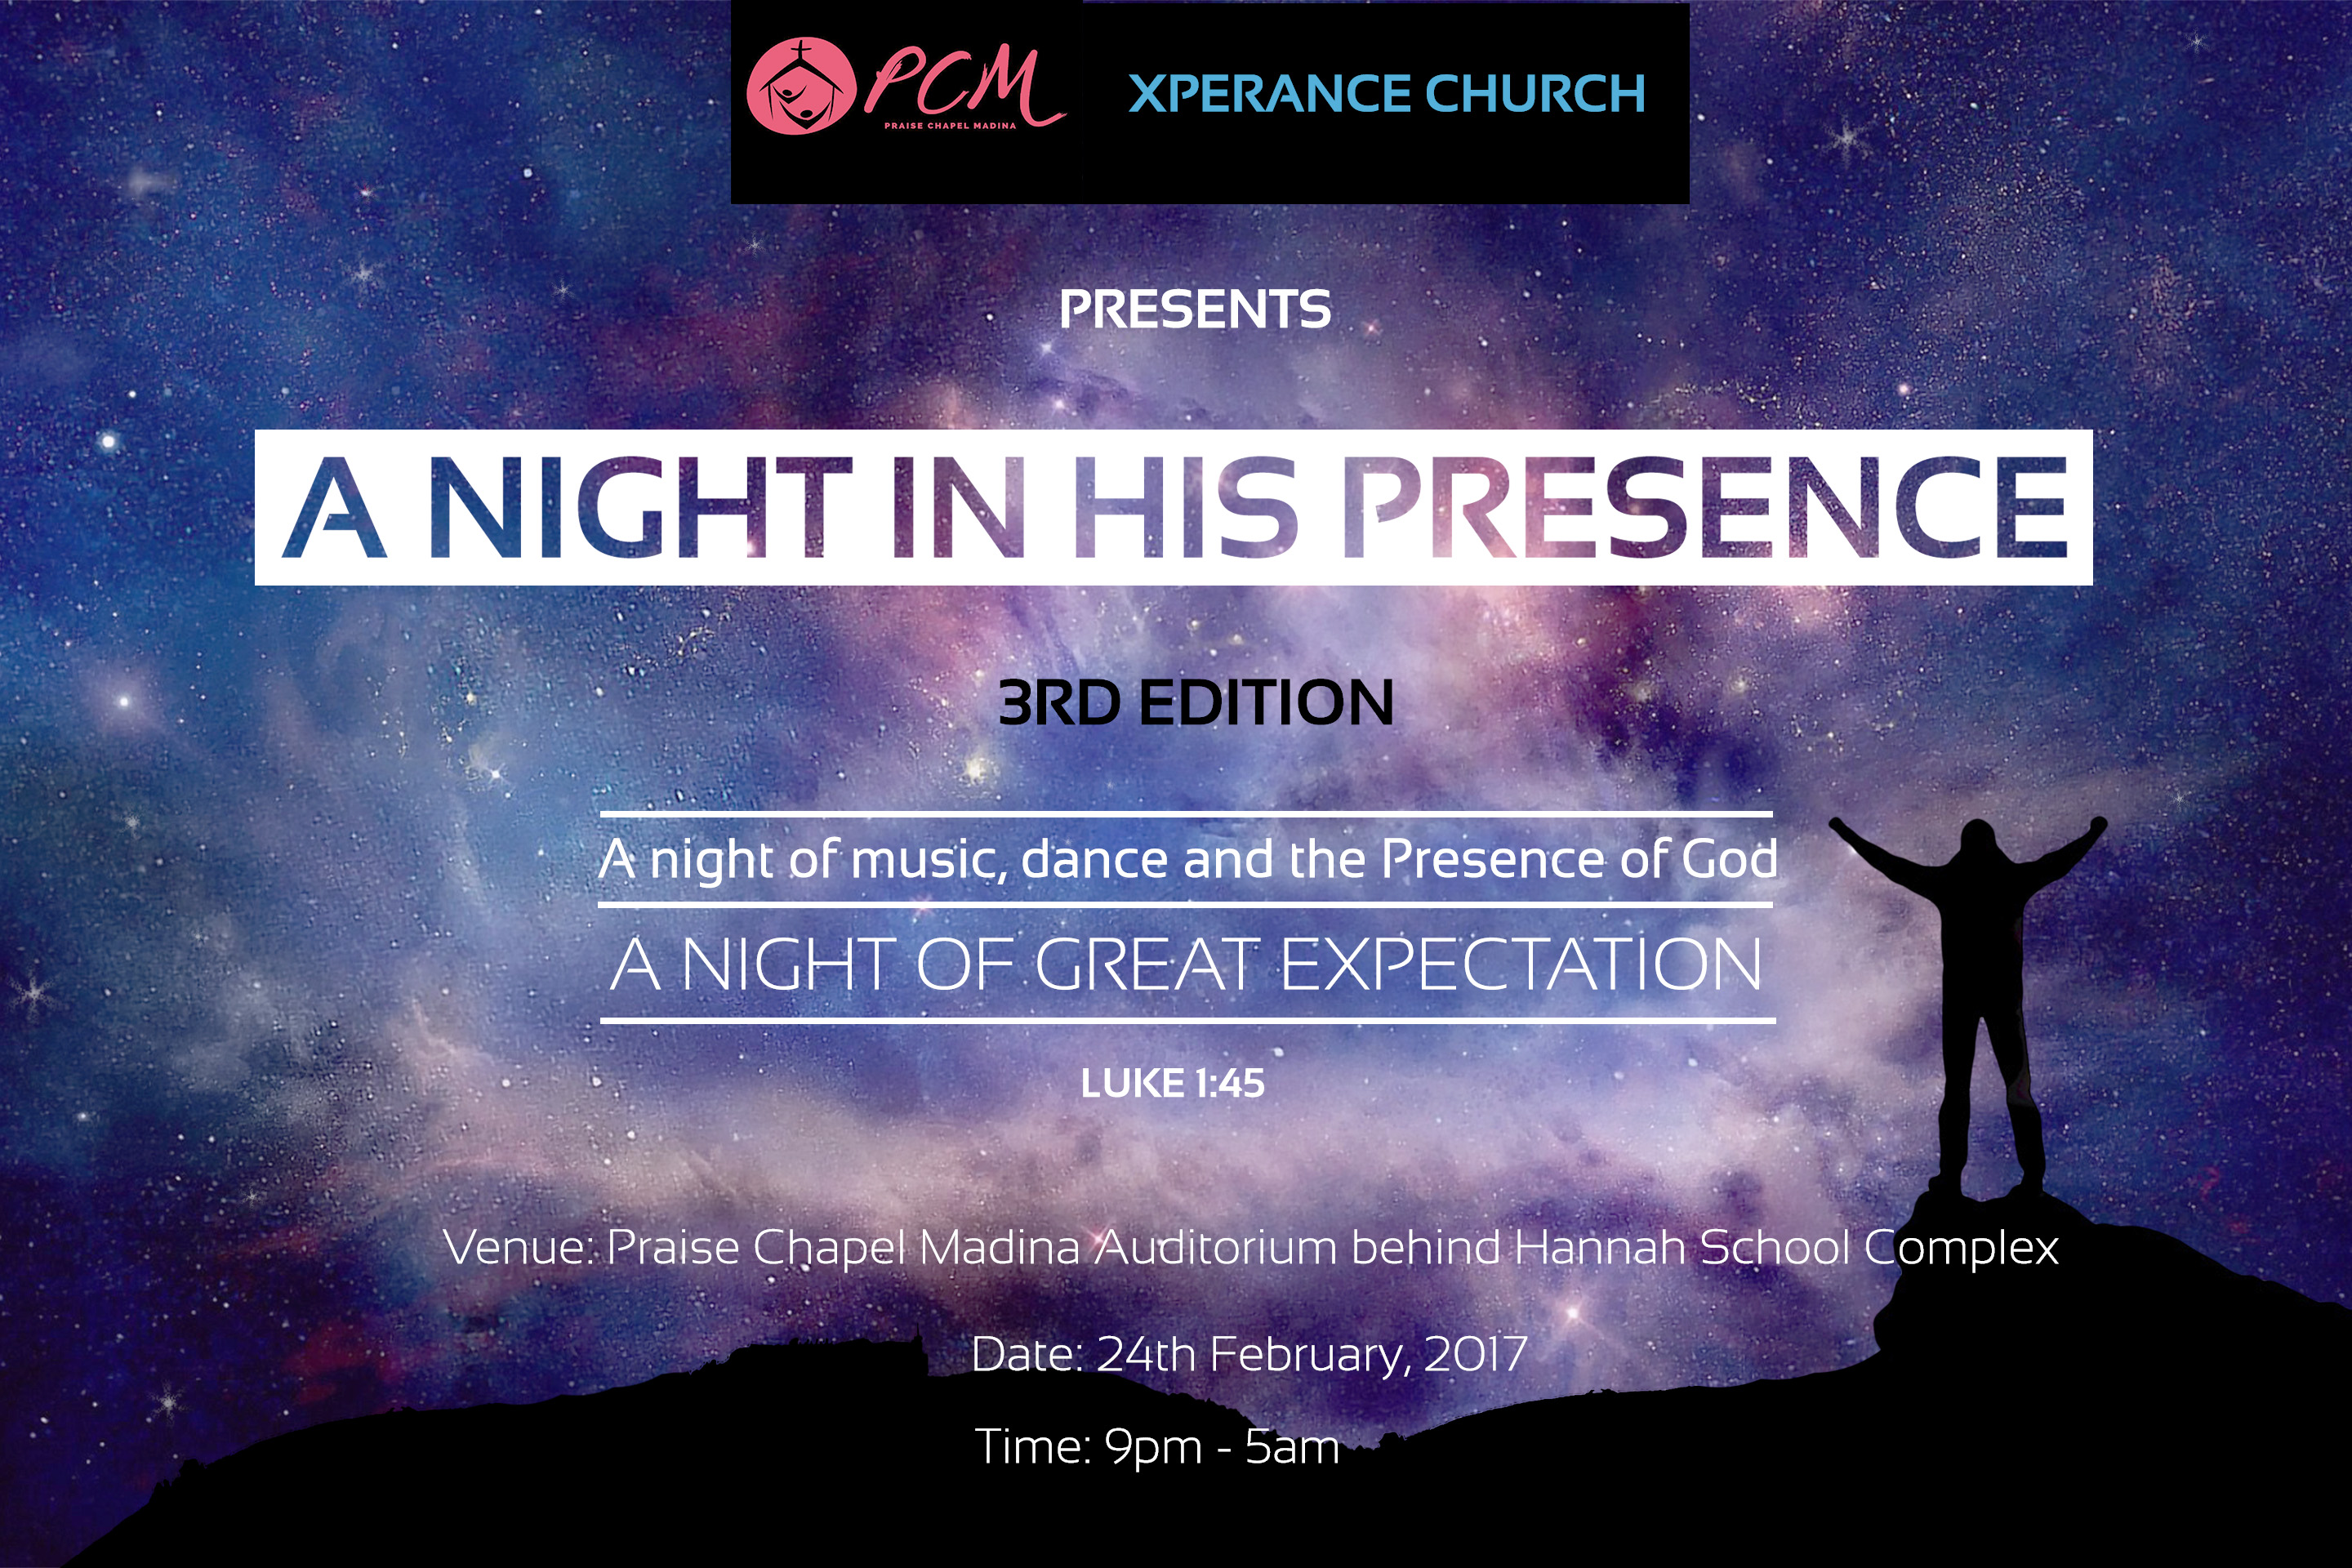 PCM
PRAISE CHAPEL MADINA
XPERANCE CHURCH
PRESENTS
A NIGHT IN HIS PRESENCE
3RD EDITION
A night of music, dance and the Presence of God
A NIGHT OF GREAT EXPECTATION
LUKE 1:45
Venue: Praise Chapel Madina Auditorium behind Hannah School Complex
Date: 24th February, 2017
Time: 9pm - 5am